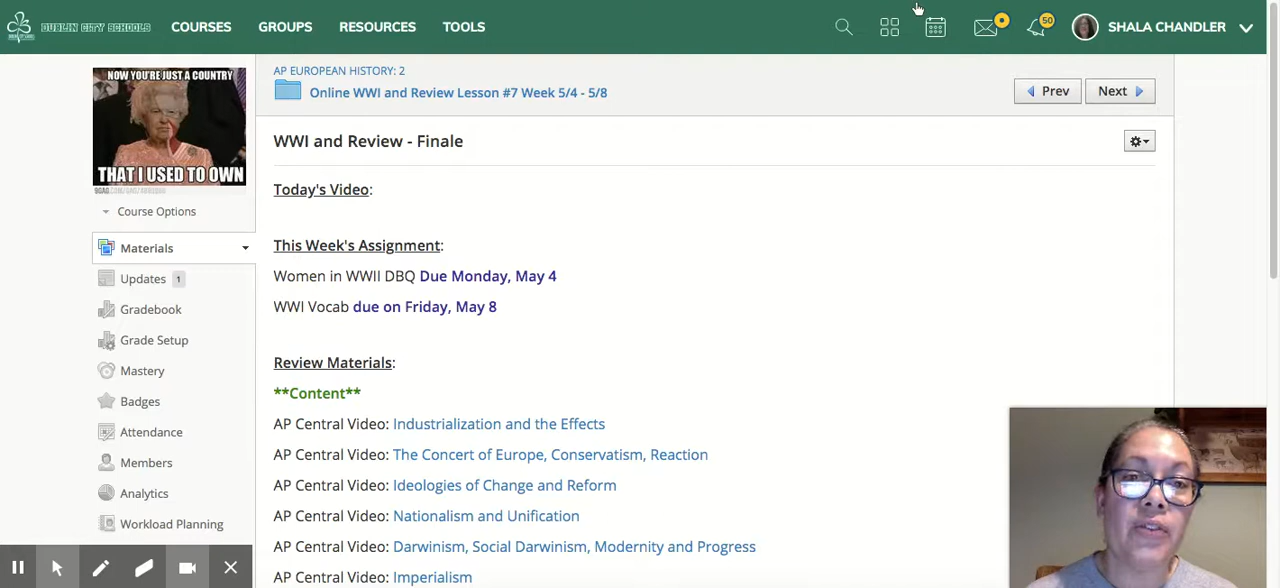 DUBLIN CITY SCHOOLS
COURSES
GROUPS
RESOURCES
TOOLS
50
SHALA CHANDLER
NOW YOU'RE JUST A COUNTRY
THAT I USED TO OWN
Course Options
Materials
Updates 1
Gradebook
Grade Setup
Mastery
Badges
Attendance
Members
Analytics
Workload Planning
AP EUROPEAN HISTORY: 2
Online WWI and Review Lesson #7 Week 5/4 - 5/8
Prev
Next
WWI and Review - Finale
Today's Video:
This Week's Assignment:
Women in WWII DBQ Due Monday, May 4
WWI Vocab due on Friday, May 8
Review Materials:
**Content**
AP Central Video: Industrialization and the Effects
AP Central Video: The Concert of Europe, Conservatism, Reaction
AP Central Video: Ideologies of Change and Reform
AP Central Video: Nationalism and Unification
AP Central Video: Darwinism, Social Darwinism, Modernity and Progress
AP Central Video: Imperialism